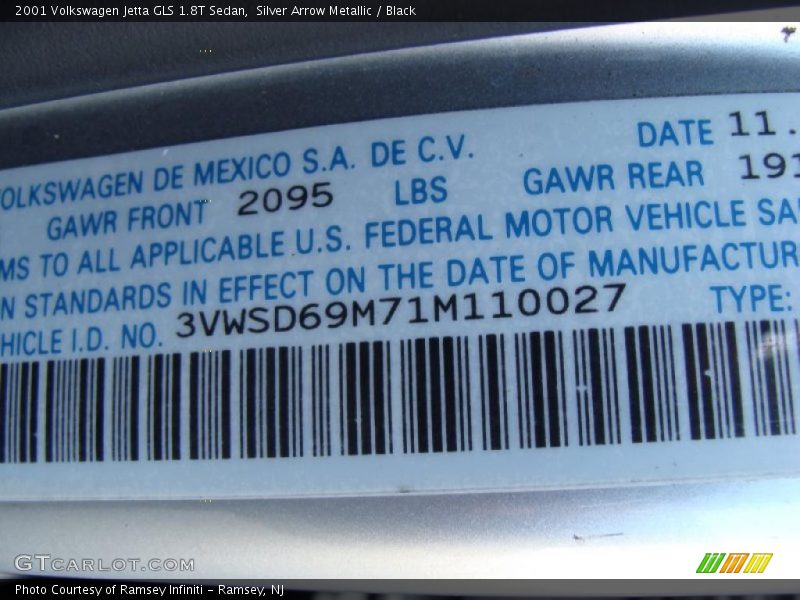 2001 Volkswagen Jetta GLS 1.8T Sedan, Silver Arrow Metallic / Black
OLKSWAGEN DE MEXICO S.A. DE C.V. DATE 11.
GAWR FRONT 2095 LBS GAWR REAR 191
MS TO ALL APPLICABLE U.S. FEDERAL MOTOR VEHICLE SA
N STANDARDS IN EFFECT ON THE DATE OF MANUFACTUR
HICLE I.D. NO. 3VWSD69M71M110027 TYPE:
GTCARLOT.COM
Photo Courtesy of Ramsey Infiniti - Ramsey, NJ